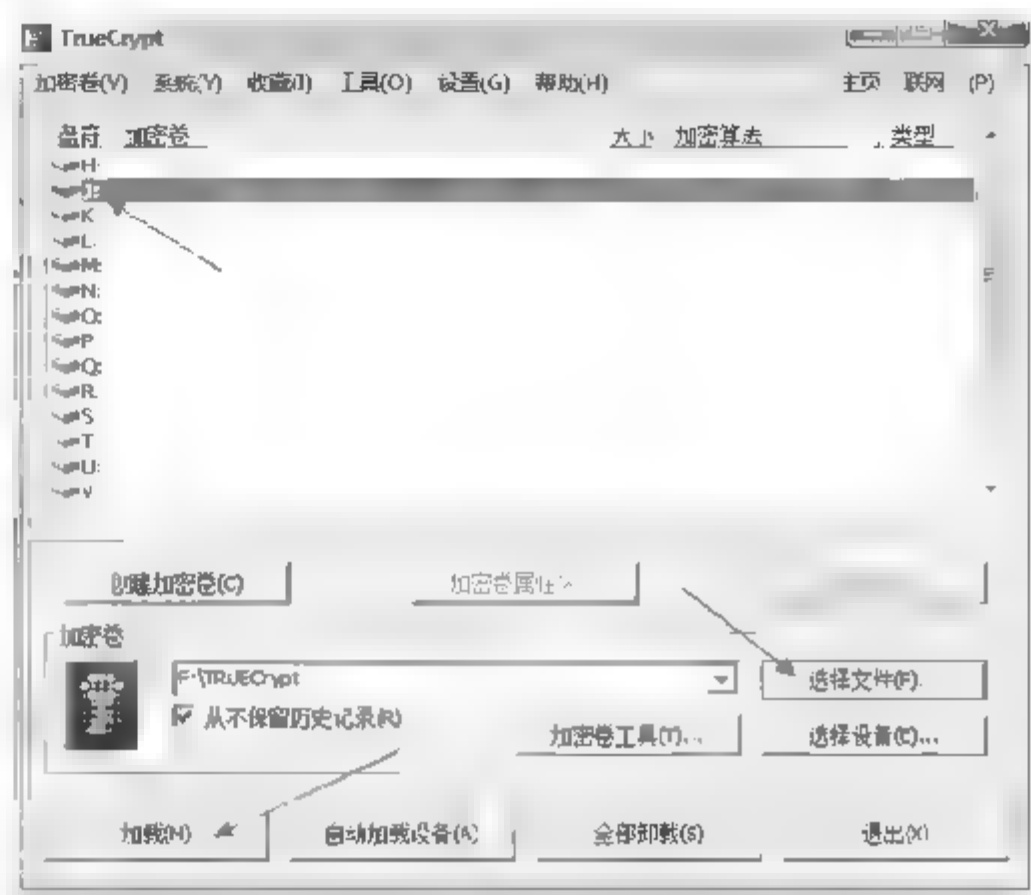 TrueCrypt
加密卷(V) 系统(Y) 收藏(I) 工具(O) 设置(G) 帮助(H) 主页 联网 (P)
盘符 加密卷 大小 加密算法 类型
H:
K
L:
M:
N:
O:
P
Q:
R
S
T
U:
V
创建加密卷(C) 加密卷属性
加密卷
F:\TRUECrypt 选择文件(F).
从不保留历史记录(R)
加密卷工具(T)... 选择设备(E)...
加载(N) 自动加载设备(A) 全部卸载(S) 退出(X)